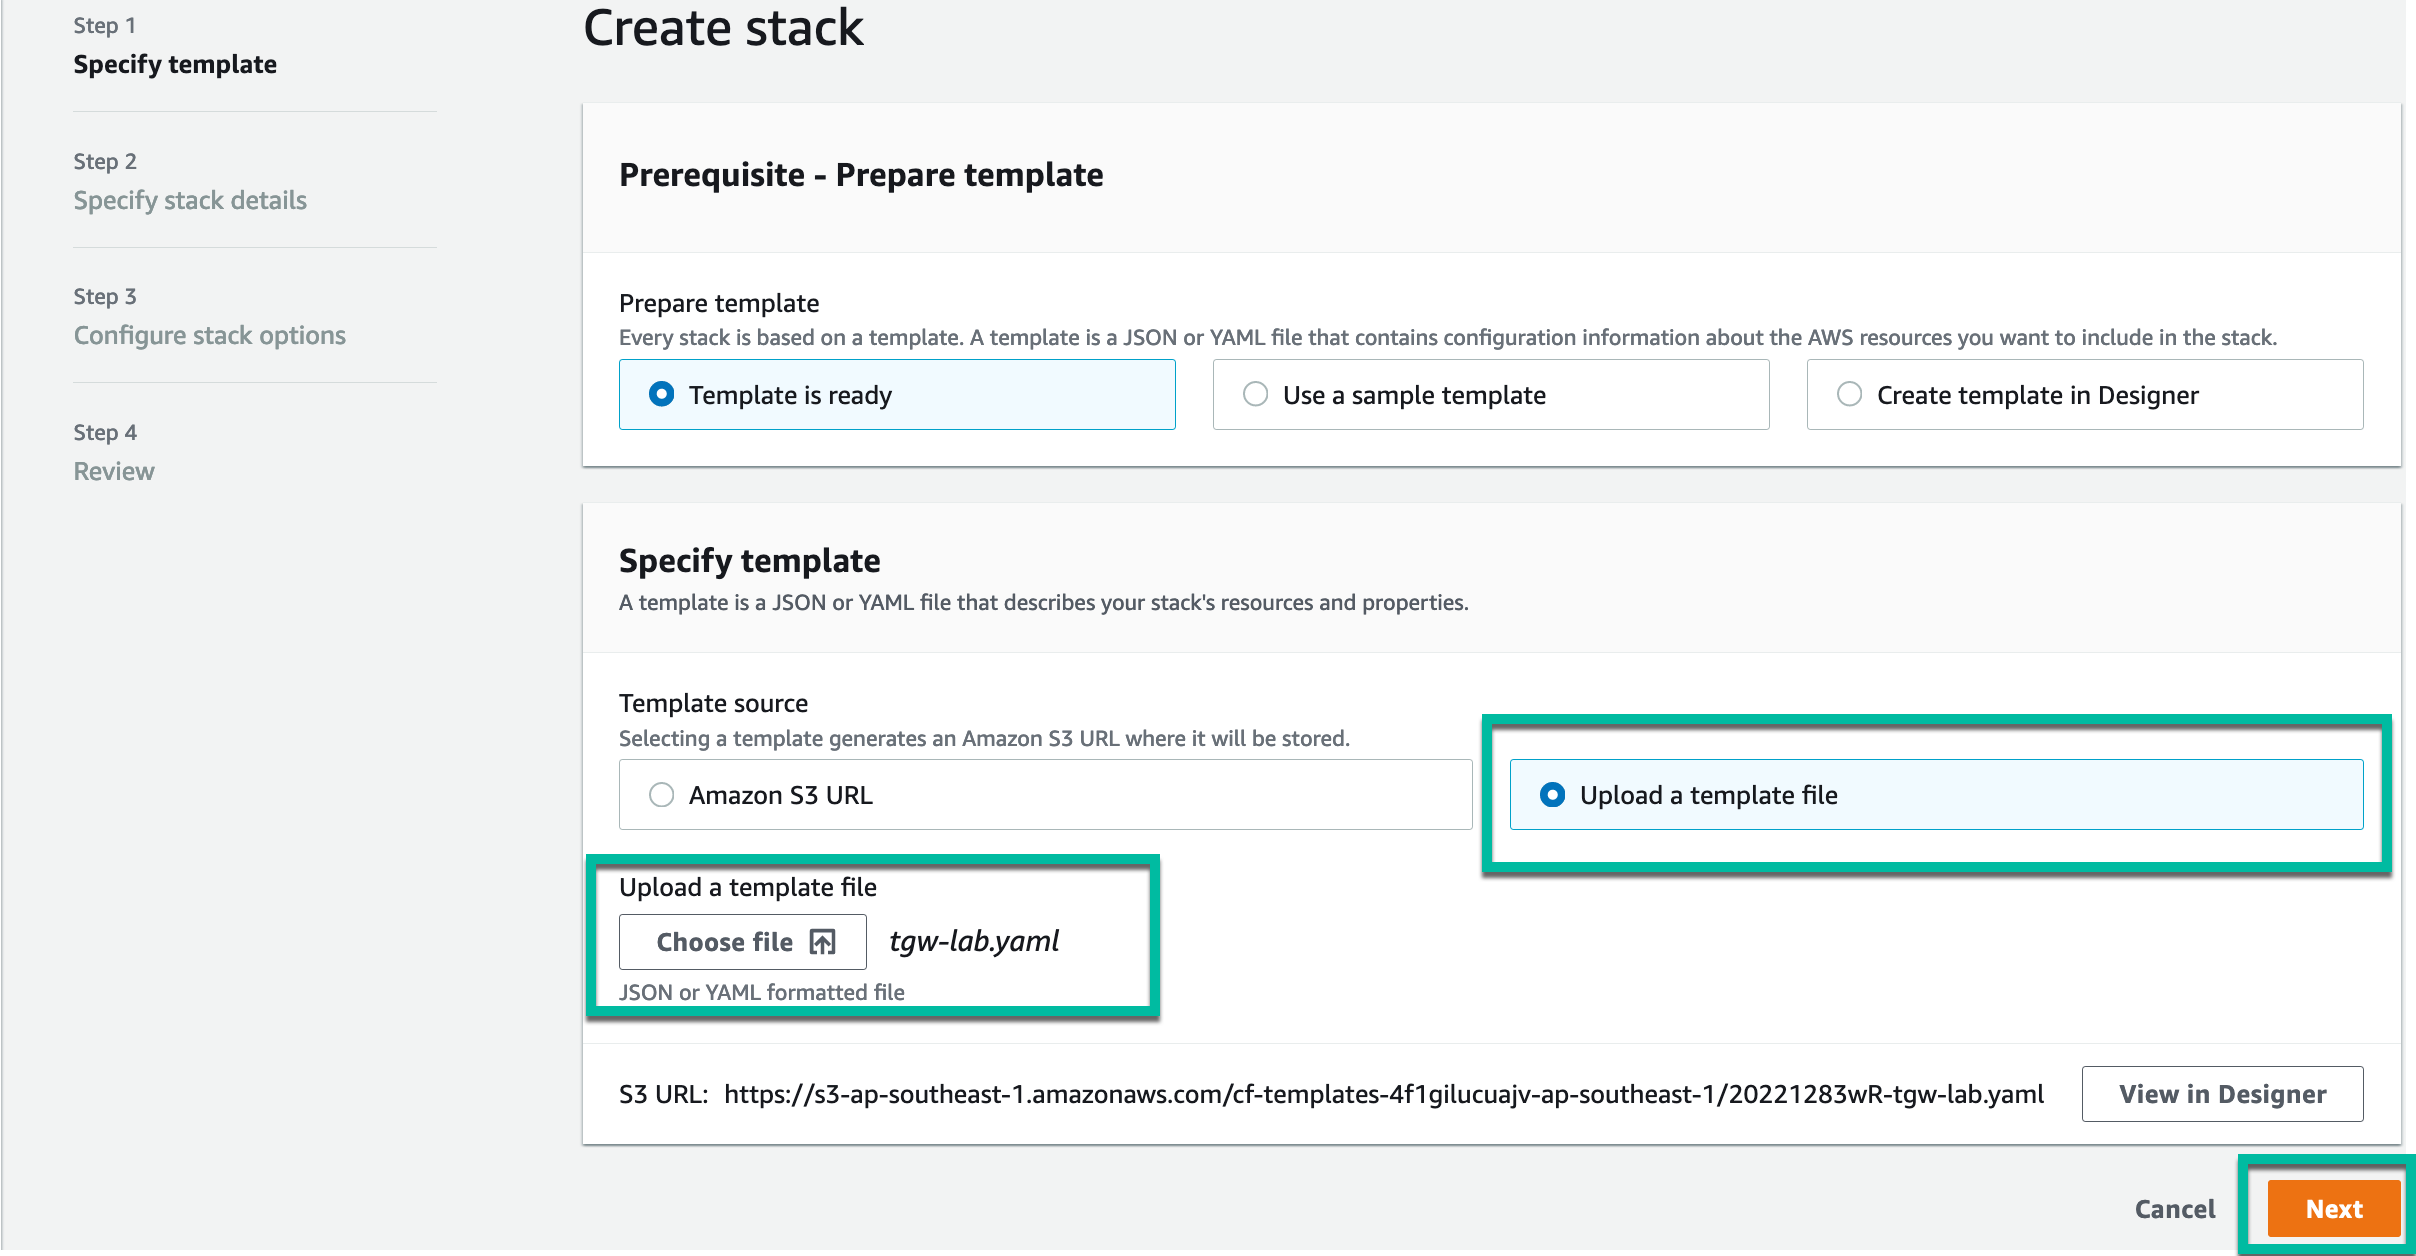 Step 1
Specify template
Step 2
Specify stack details
Step 3
Configure stack options
Step 4
Review
Create stack
Prerequisite - Prepare template
Prepare template
Every stack is based on a template. A template is a JSON or YAML file that contains configuration information about the AWS resources you want to include in the stack.
Template is ready
Use a sample template
Create template in Designer
Specify template
A template is a JSON or YAML file that describes your stack's resources and properties.
Template source
Selecting a template generates an Amazon S3 URL where it will be stored.
Amazon S3 URL
Upload a template file
Upload a template file
Choose file
tgw-lab.yaml
JSON or YAML formatted file
S3 URL: https://s3-ap-southeast-1.amazonaws.com/cf-templates-4f1gilucuajv-ap-southeast-1/20221283wR-tgw-lab.yaml
View in Designer
Cancel
Next